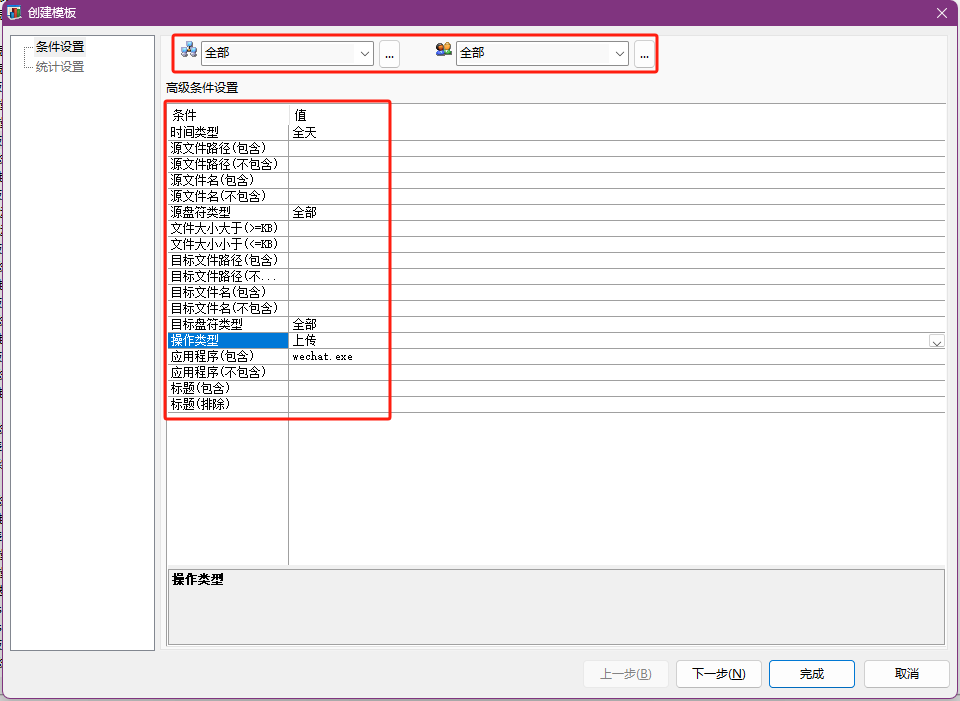 创建模板
条件设置
统计设置
全部 ... 全部 ...
高级条件设置
条件 值
时间类型 全天
源文件路径(包含)
源文件路径(不包含)
源文件名(包含)
源文件名(不包含)
源盘符类型 全部
文件大小大于(>=KB)
文件大小小于(<=KB)
目标文件路径(包含)
目标文件路径(不...
目标文件名(包含)
目标文件名(不包含)
目标盘符类型 全部
操作类型 上传
应用程序(包含) wechat.exe
应用程序(不包含)
标题(包含)
标题(排除)
操作类型
上一步(B) 下一步(N) 完成 取消